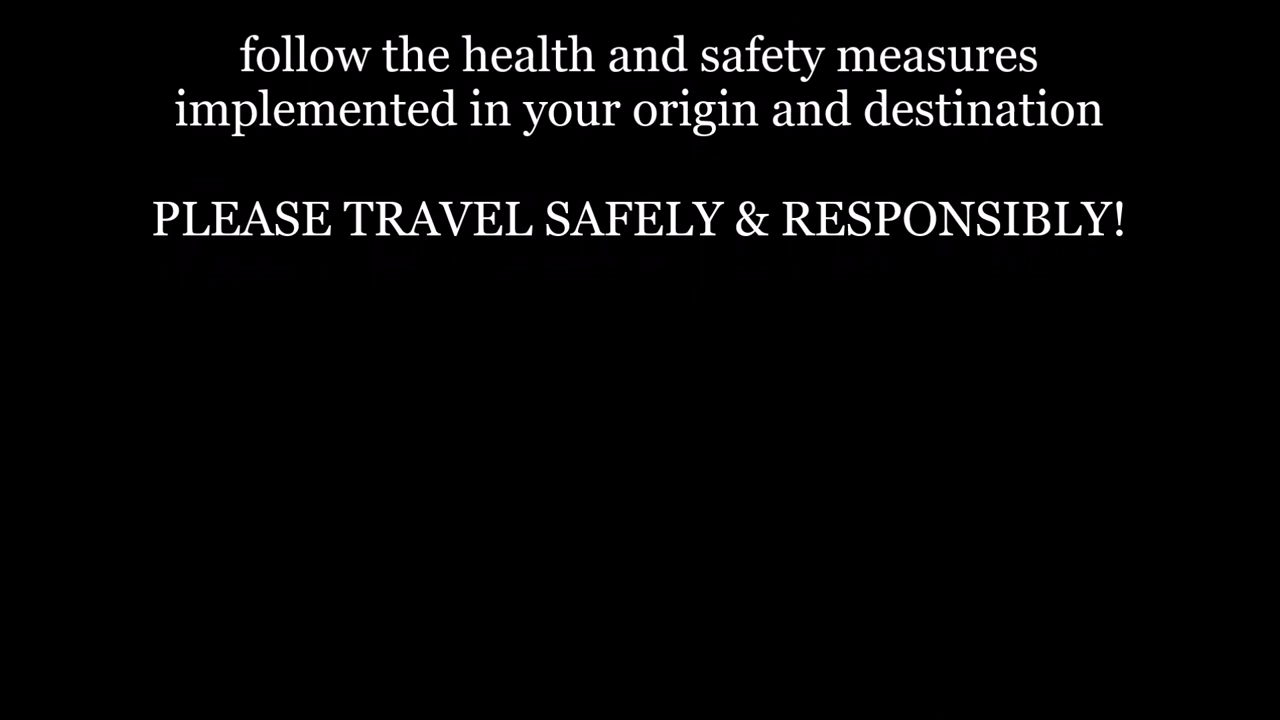 follow the health and safety measures
implemented in your origin and destination
PLEASE TRAVEL SAFELY & RESPONSIBLY!